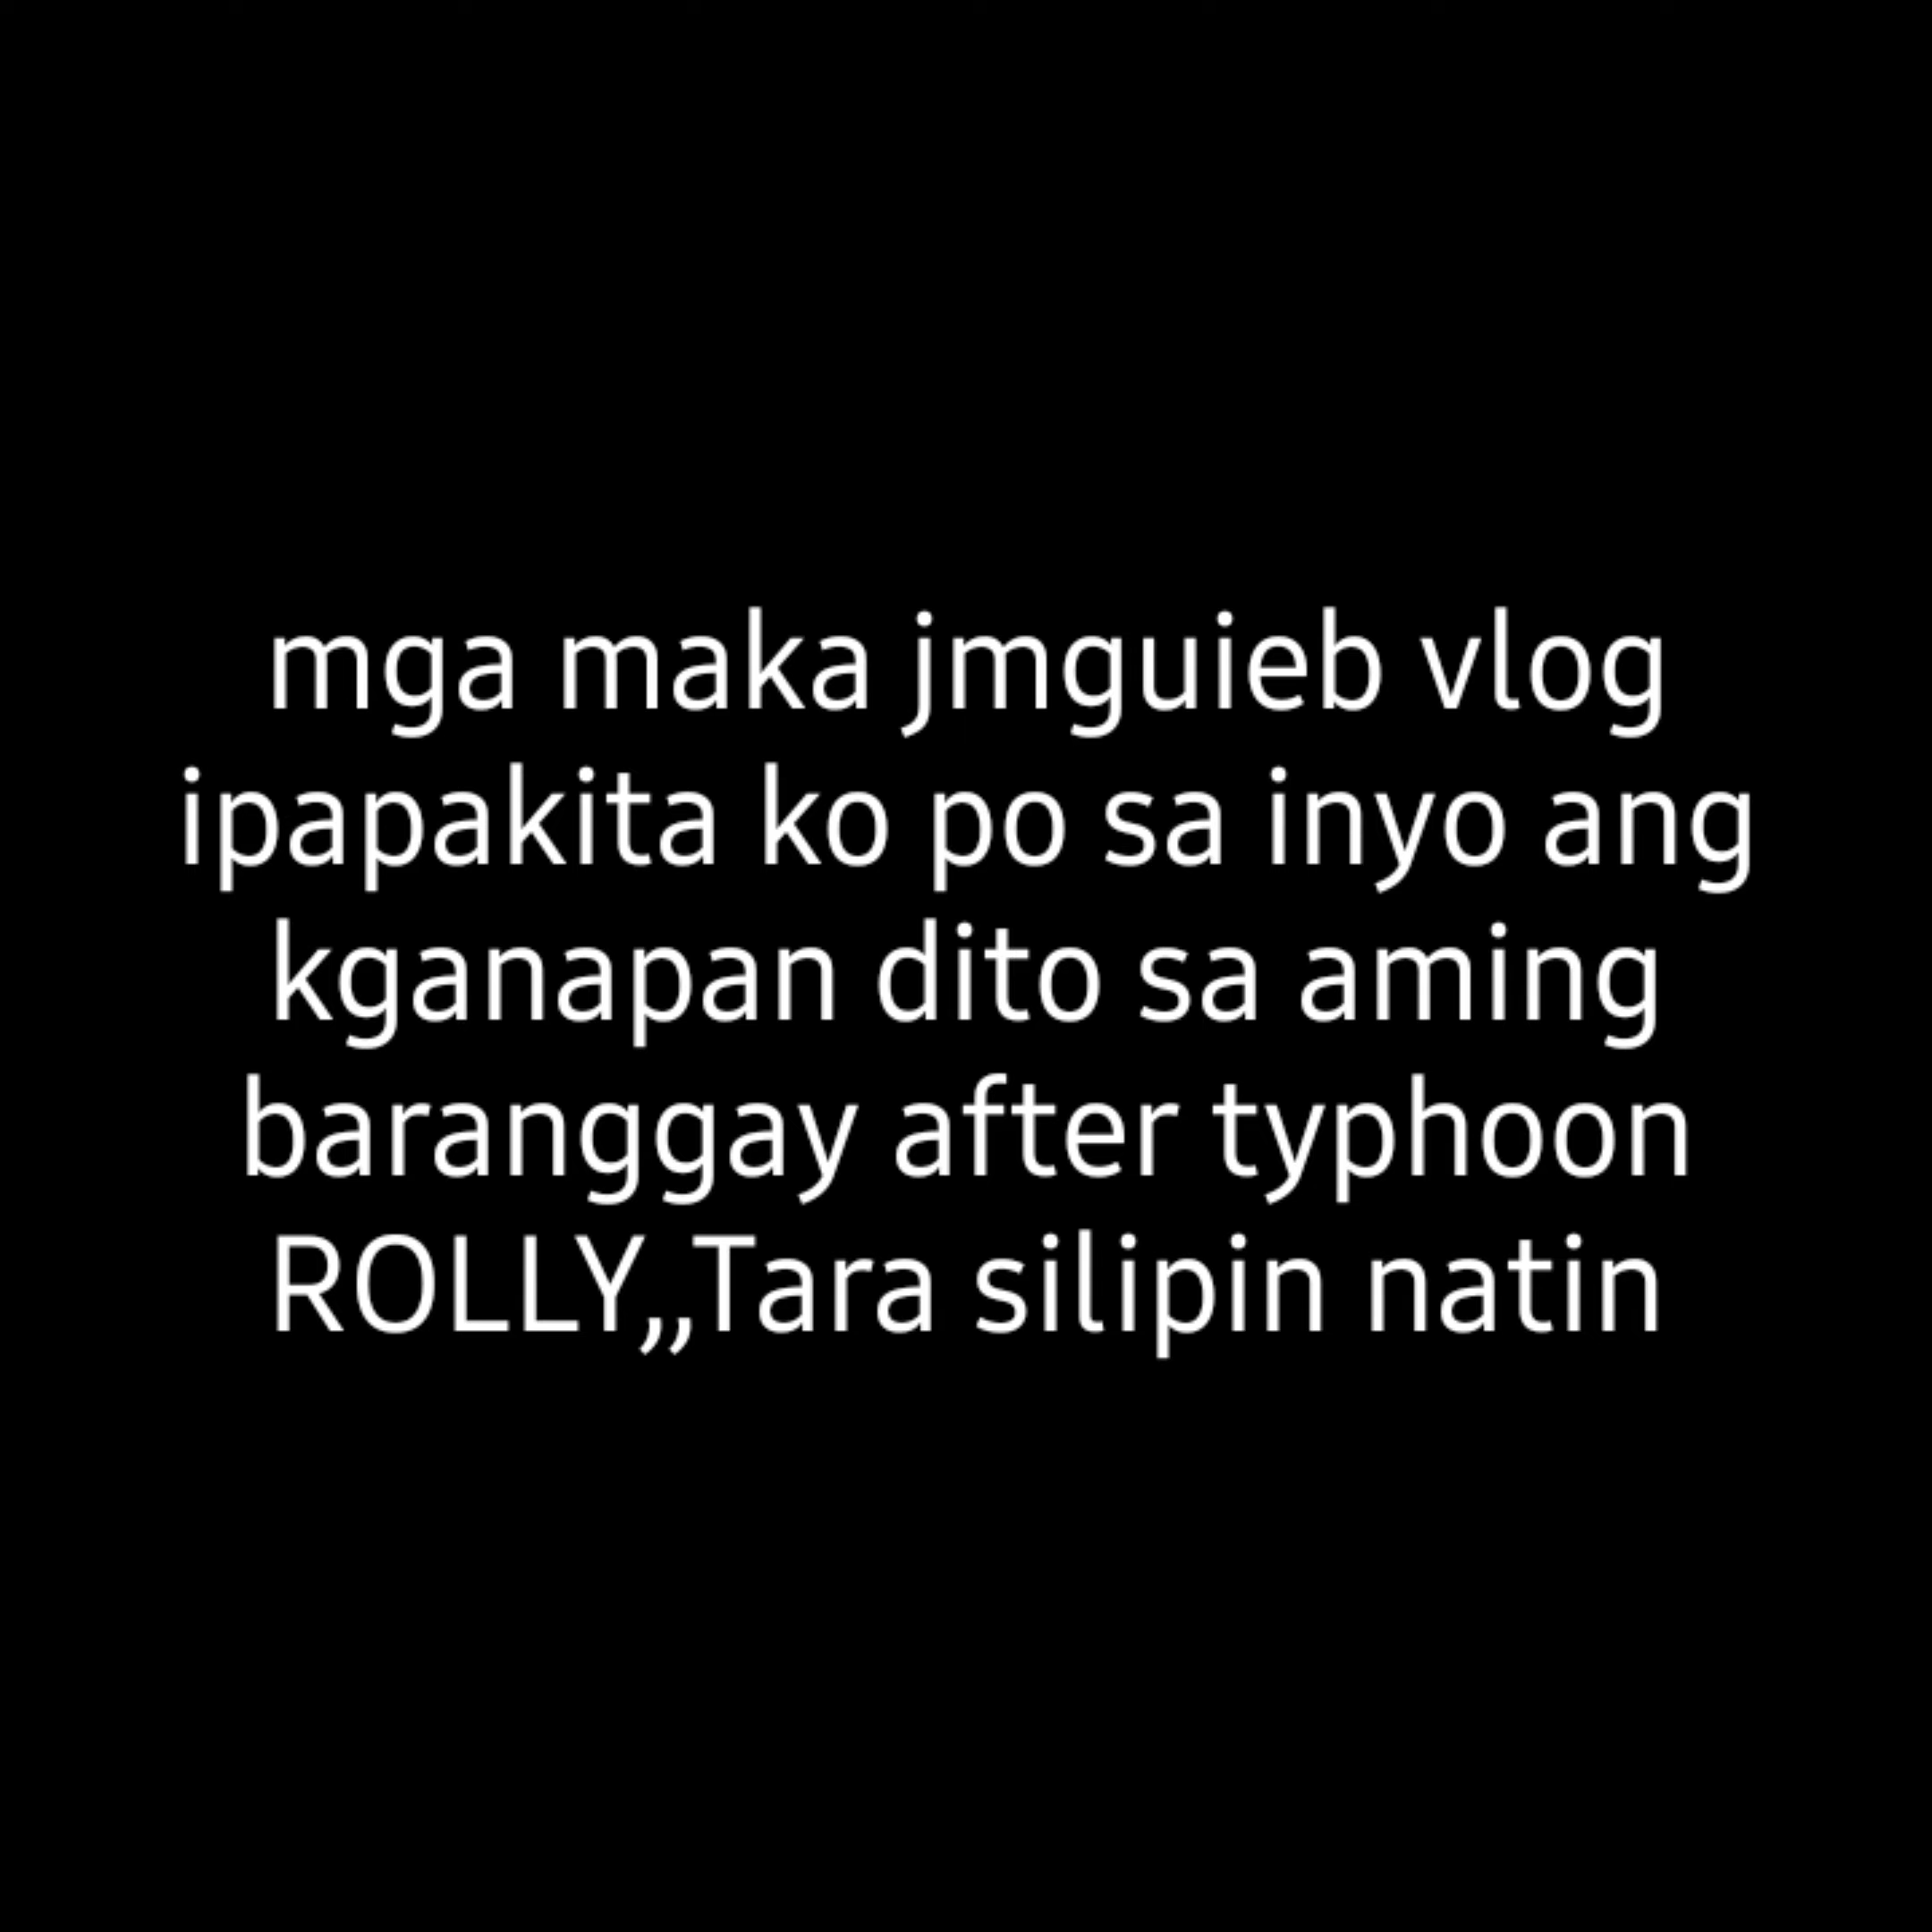 mga maka jmguieb vlog
ipapakita ko po sa inyo ang
kganapan dito sa aming
baranggay after typhoon
ROLLY,,Tara silipin natin